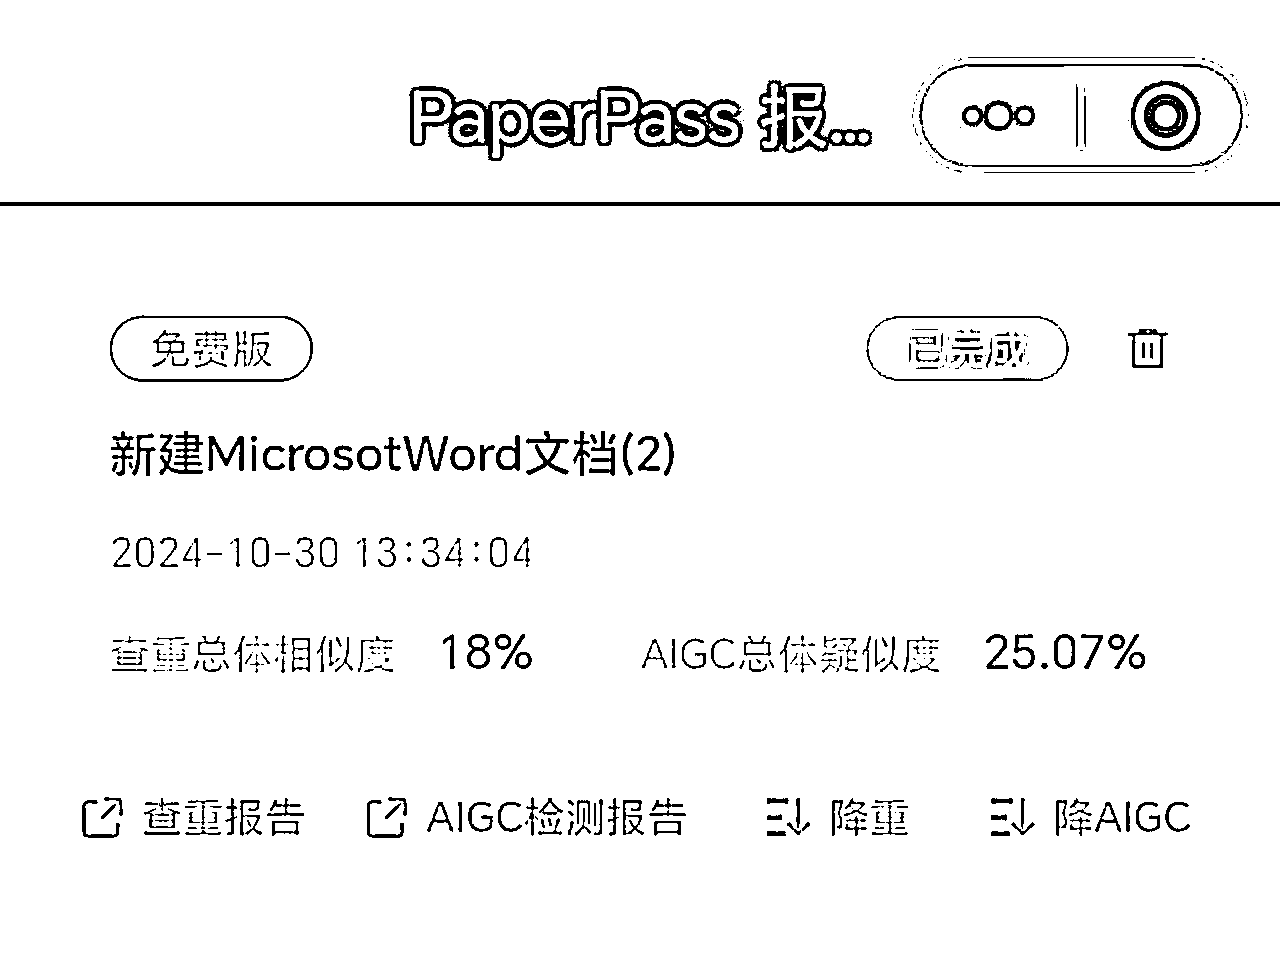 PaperPass 报...
免费版 已完成
新建MicrosotWord文档(2)
2024-10-30 13:34:04
查重总体相似度 18% AIGC总体疑似度 25.07%
查重报告 AIGC检测报告 降重 降AIGC